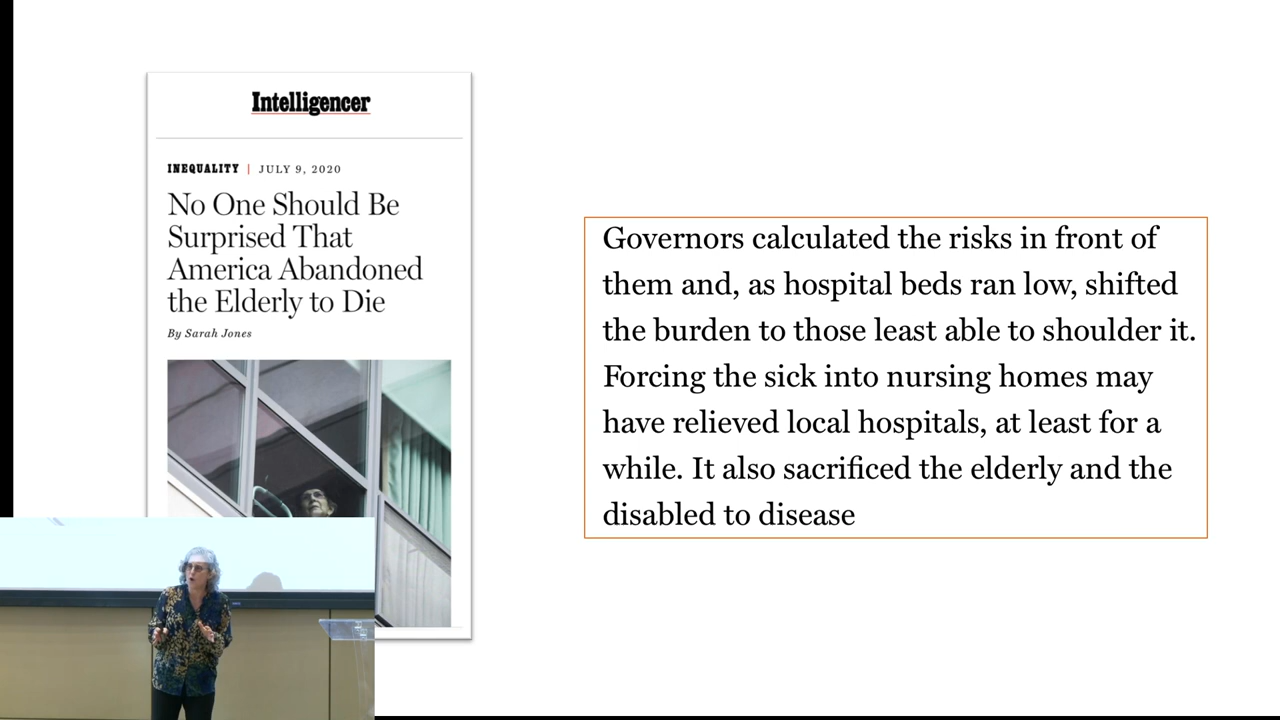 Intelligencer
INEQUALITY | JULY 9, 2020
No One Should Be
Surprised That
America Abandoned
the Elderly to Die
By Sarah Jones
Governors calculated the risks in front of
them and, as hospital beds ran low, shifted
the burden to those least able to shoulder it.
Forcing the sick into nursing homes may
have relieved local hospitals, at least for a
while. It also sacrificed the elderly and the
disabled to disease